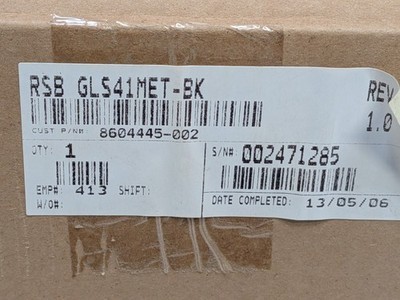 RSB GLS41MET-BK
REV
1.0
CUST P/N#: 8604445-002
QTY: 1
S/N#: 002471285
EMP#: 413 SHIFT:
W/O#:
DATE COMPLETED: 13/05/06